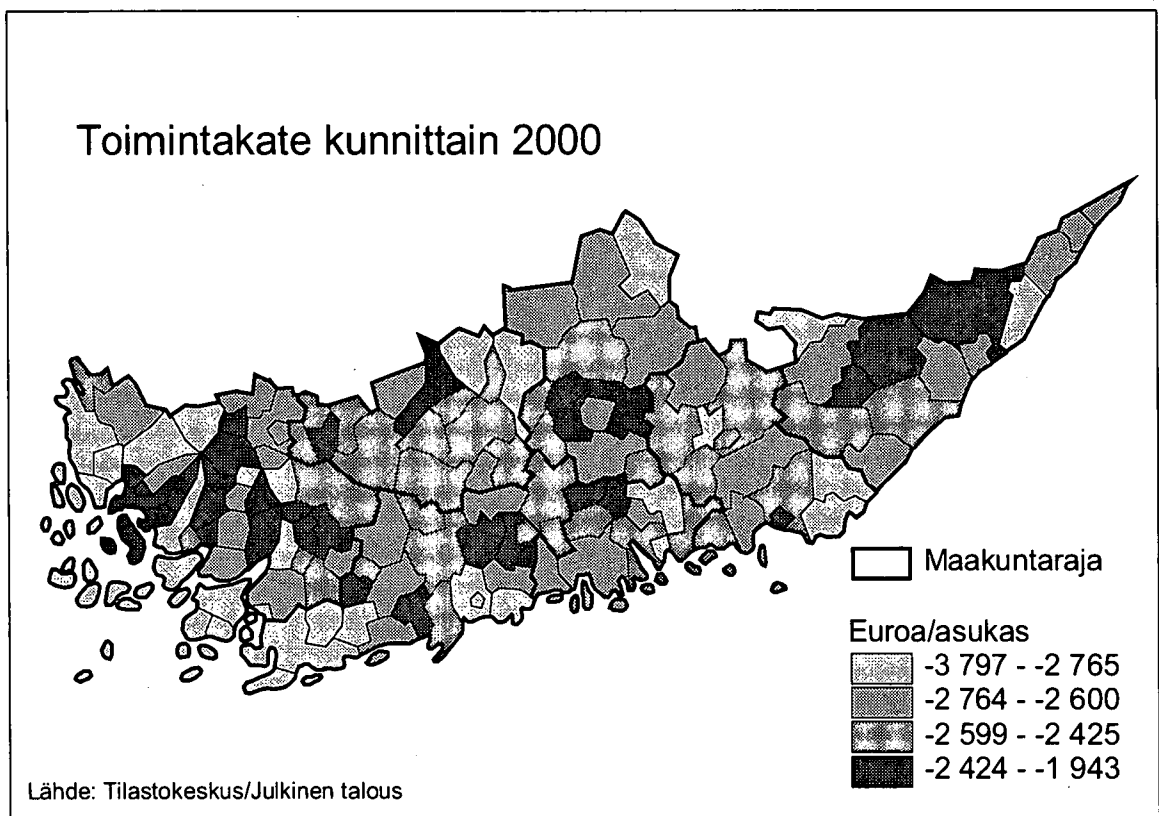 Toimintakate kunnittain 2000
Maakuntaraja
Euroa/asukas
-3 797 - -2 765
-2 764 - -2 600
-2 599 - -2 425
-2 424 - -1 943
Lähde: Tilastokeskus/Julkinen talous